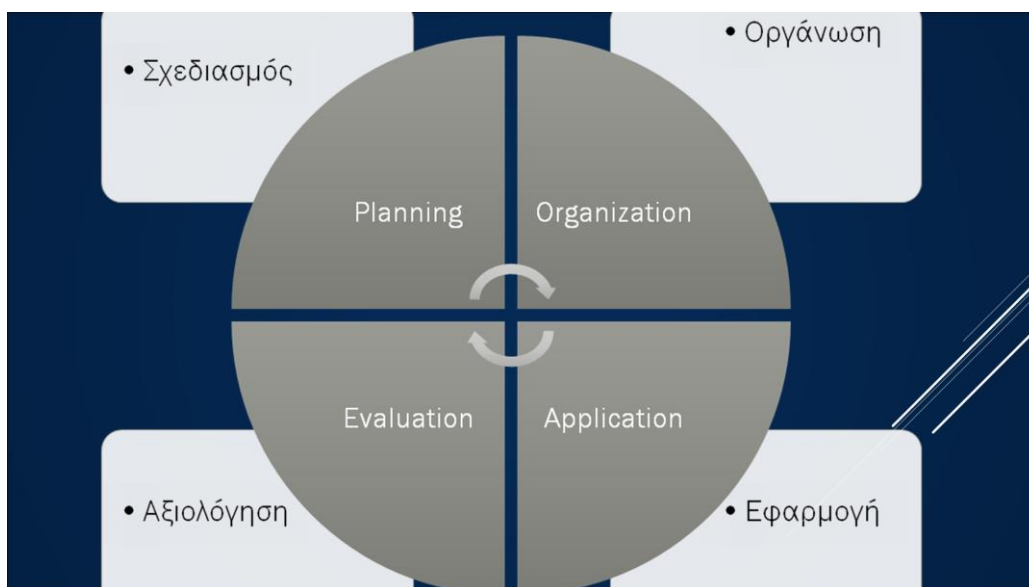 • Σχεδιασμός
• Οργάνωση
Planning
Organization
Evaluation
Application
• Αξιολόγηση
• Εφαρμογή